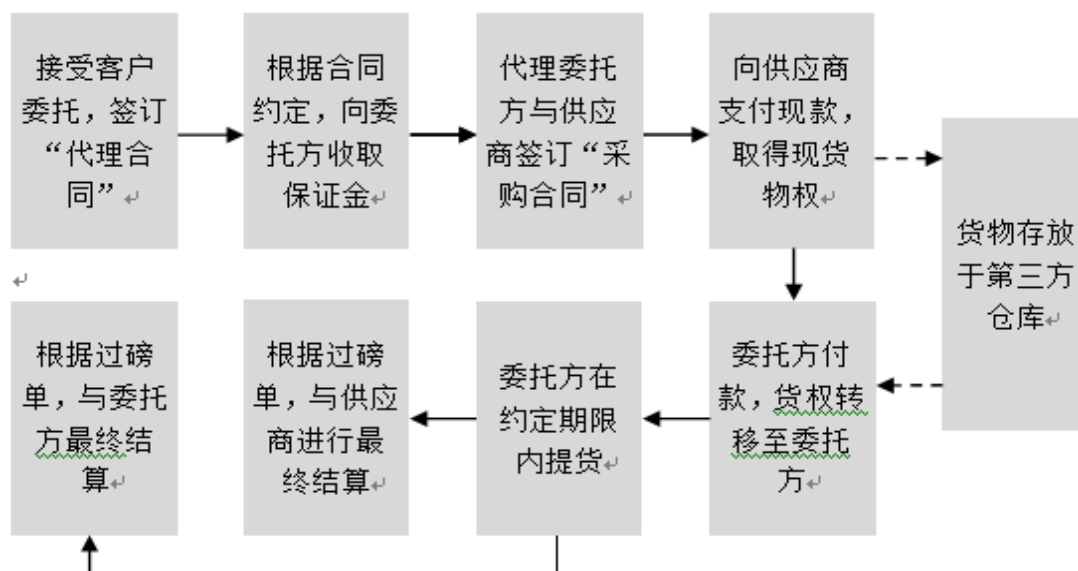 接受客户
委托，签订
“代理合
同”
根据合同
约定，向委
托方收取
保证金
代理委托
方与供应
商签订“采
购合同”
向供应商
支付现款，
取得现货
物权
货物存放
于第三方
仓库
委托方付
款，货权转
移至委托
方
委托方在
约定期限
内提货
根据过磅
单，与供应
商进行最
终结算
根据过磅
单，与委托
方最终结
算